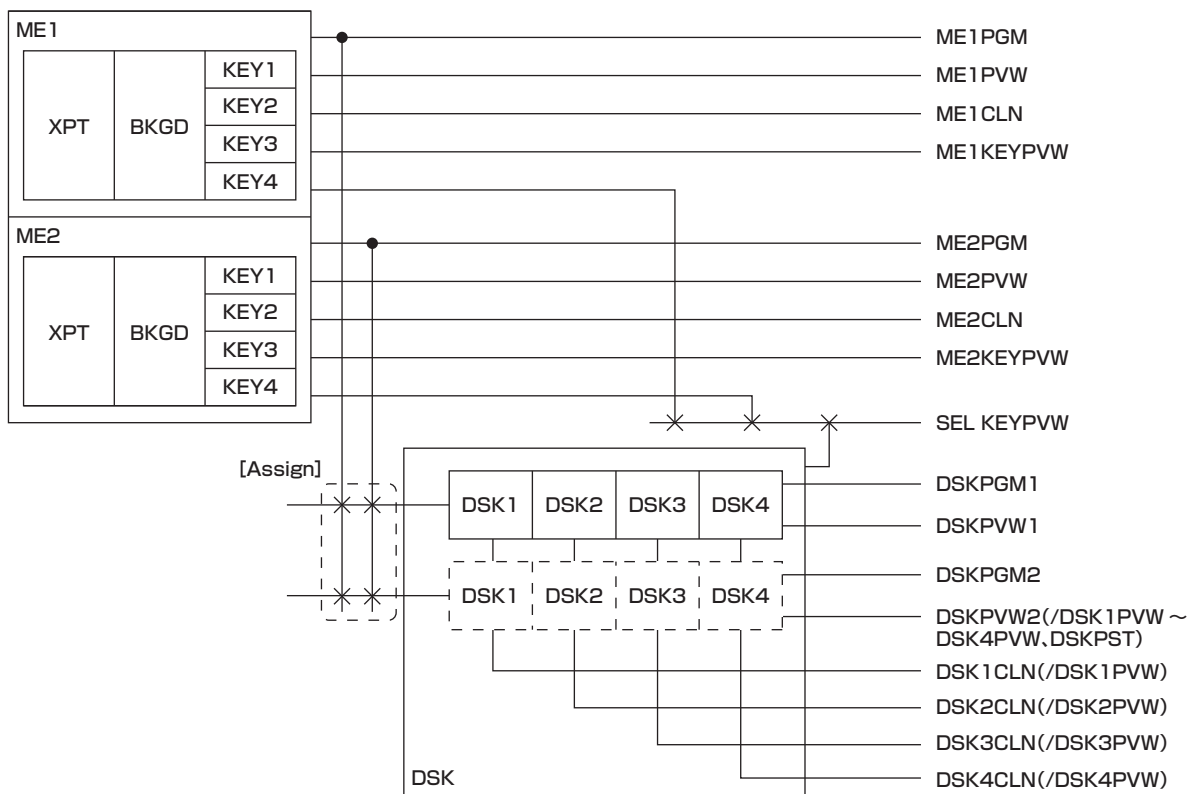 ME1
XPT
BKGD
KEY1
KEY2
KEY3
KEY4
ME1PGM
ME1PVW
ME1CLN
ME1KEYPVW
ME2
XPT
BKGD
KEY1
KEY2
KEY3
KEY4
ME2PGM
ME2PVW
ME2CLN
ME2KEYPVW
SEL KEYPVW
[Assign]
DSK1
DSK2
DSK3
DSK4
DSKPGM1
DSKPVW1
DSK1
DSK2
DSK3
DSK4
DSKPGM2
DSKPVW2(/DSK1PVW～
DSK4PVW、DSKPST)
DSK1CLN(/DSK1PVW)
DSK2CLN(/DSK2PVW)
DSK3CLN(/DSK3PVW)
DSK4CLN(/DSK4PVW)
DSK